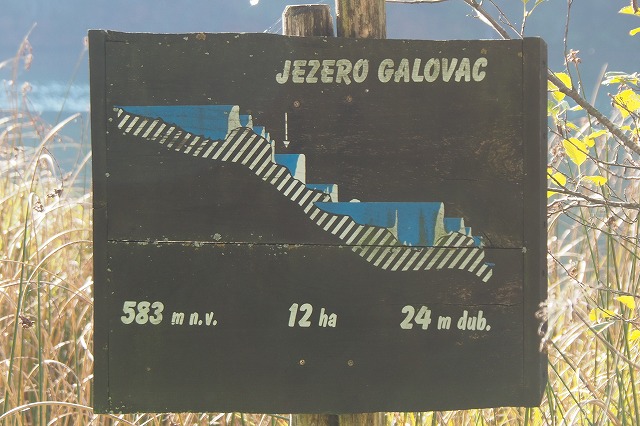 JEZERO GALOVAC
583 m n.v. 12 ha 24 m dub.